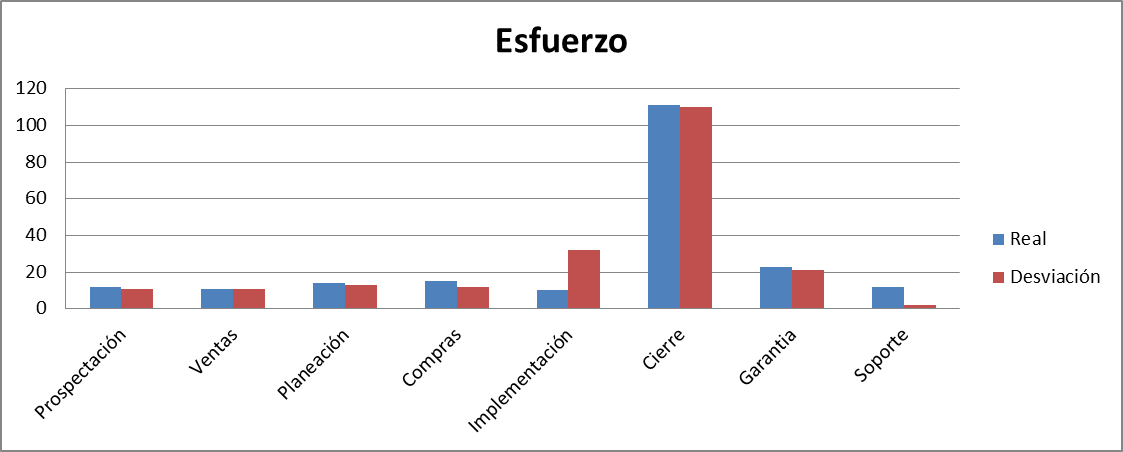 Esfuerzo
120
100
80
60
40
20
0
Prospectación
Ventas
Planeación
Compras
Implementación
Cierre
Garantia
Soporte
Real
Desviación